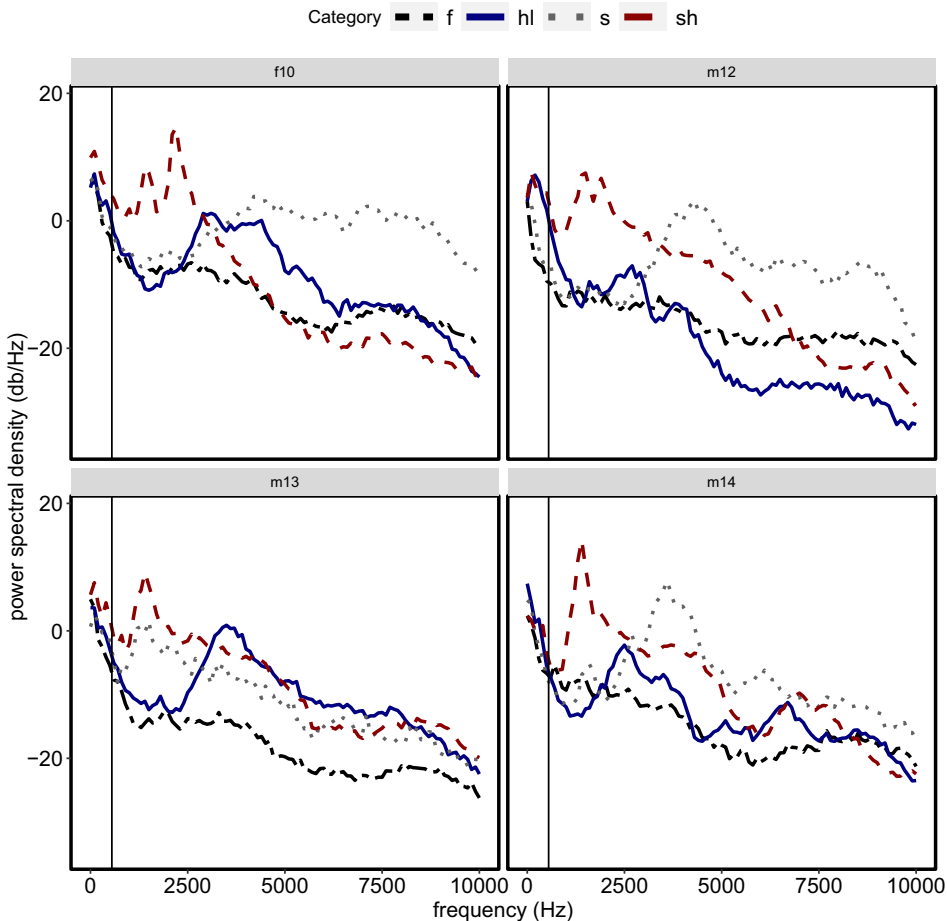 Category f hl s sh
f10 m12
20
0
−20
m13 m14
20
0
−20
0 2500 5000 7500 10000 0 2500 5000 7500 10000
frequency (Hz)
power spectral density (db/Hz)